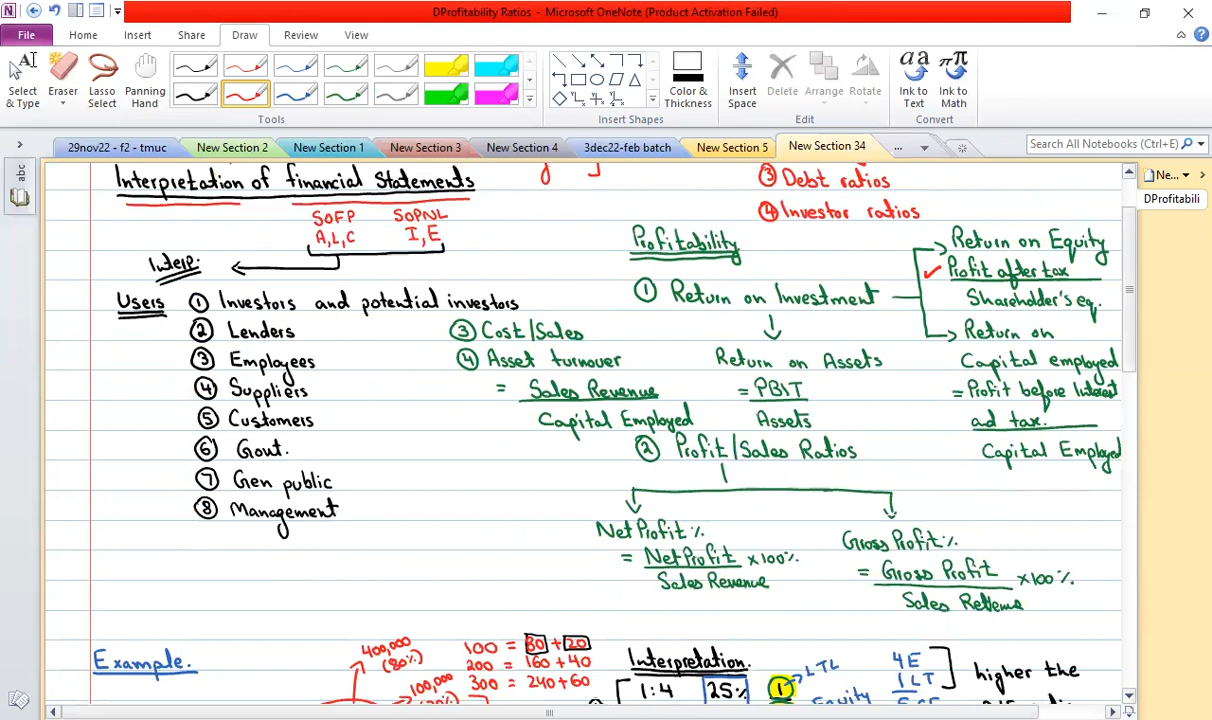 DProfitability Ratios - Microsoft OneNote (Product Activation Failed)
File Home Insert Share Draw Review View
Select & Type
Eraser
Lasso Select
Panning Hand
Color & Thickness
Insert Space
Delete
Arrange
Rotate
Ink to Text
Ink to Math
Tools
Insert Shapes
Edit
Convert
29nov22 - f2 - tmuc
New Section 2
New Section 1
New Section 3
New Section 4
3dec22-feb batch
New Section 5
New Section 34
...
Search All Notebooks (Ctrl+E)
Ne...
DProfitabili
abc
Interpretation of financial Statements
SOFP SOPNL
A,L,C I,E
Interp:
Users
① Investors and potential investors
② Lenders
③ Employees
④ Suppliers
⑤ Customers
⑥ Gout.
⑦ Gen public
⑧ Management
③ Debt ratios
④ Investor ratios
Profitability
① Return on Investment
Return on Equity
Profit after tax
Shareholder's eq.
Return on
Capital employed
= Profit before Interest
ad tax.
Capital Employed
Return on Assets
= PBIT
Assets
③ Cost/Sales
④ Asset turnover
= Sales Revenue
Capital Employed
② Profit/Sales Ratios
Net Profit %
= Net Profit ×100%
Sales Revenue
Gross Profit %
= Gross Profit ×100%
Sales
Example.
400,000
(80%)
100,000
100 = 80 + 20
200 = 160 + 40
300 = 240 + 60
Interpretation.
1:4 25%
1 LTL
Equity
4E
1 LT
higher the